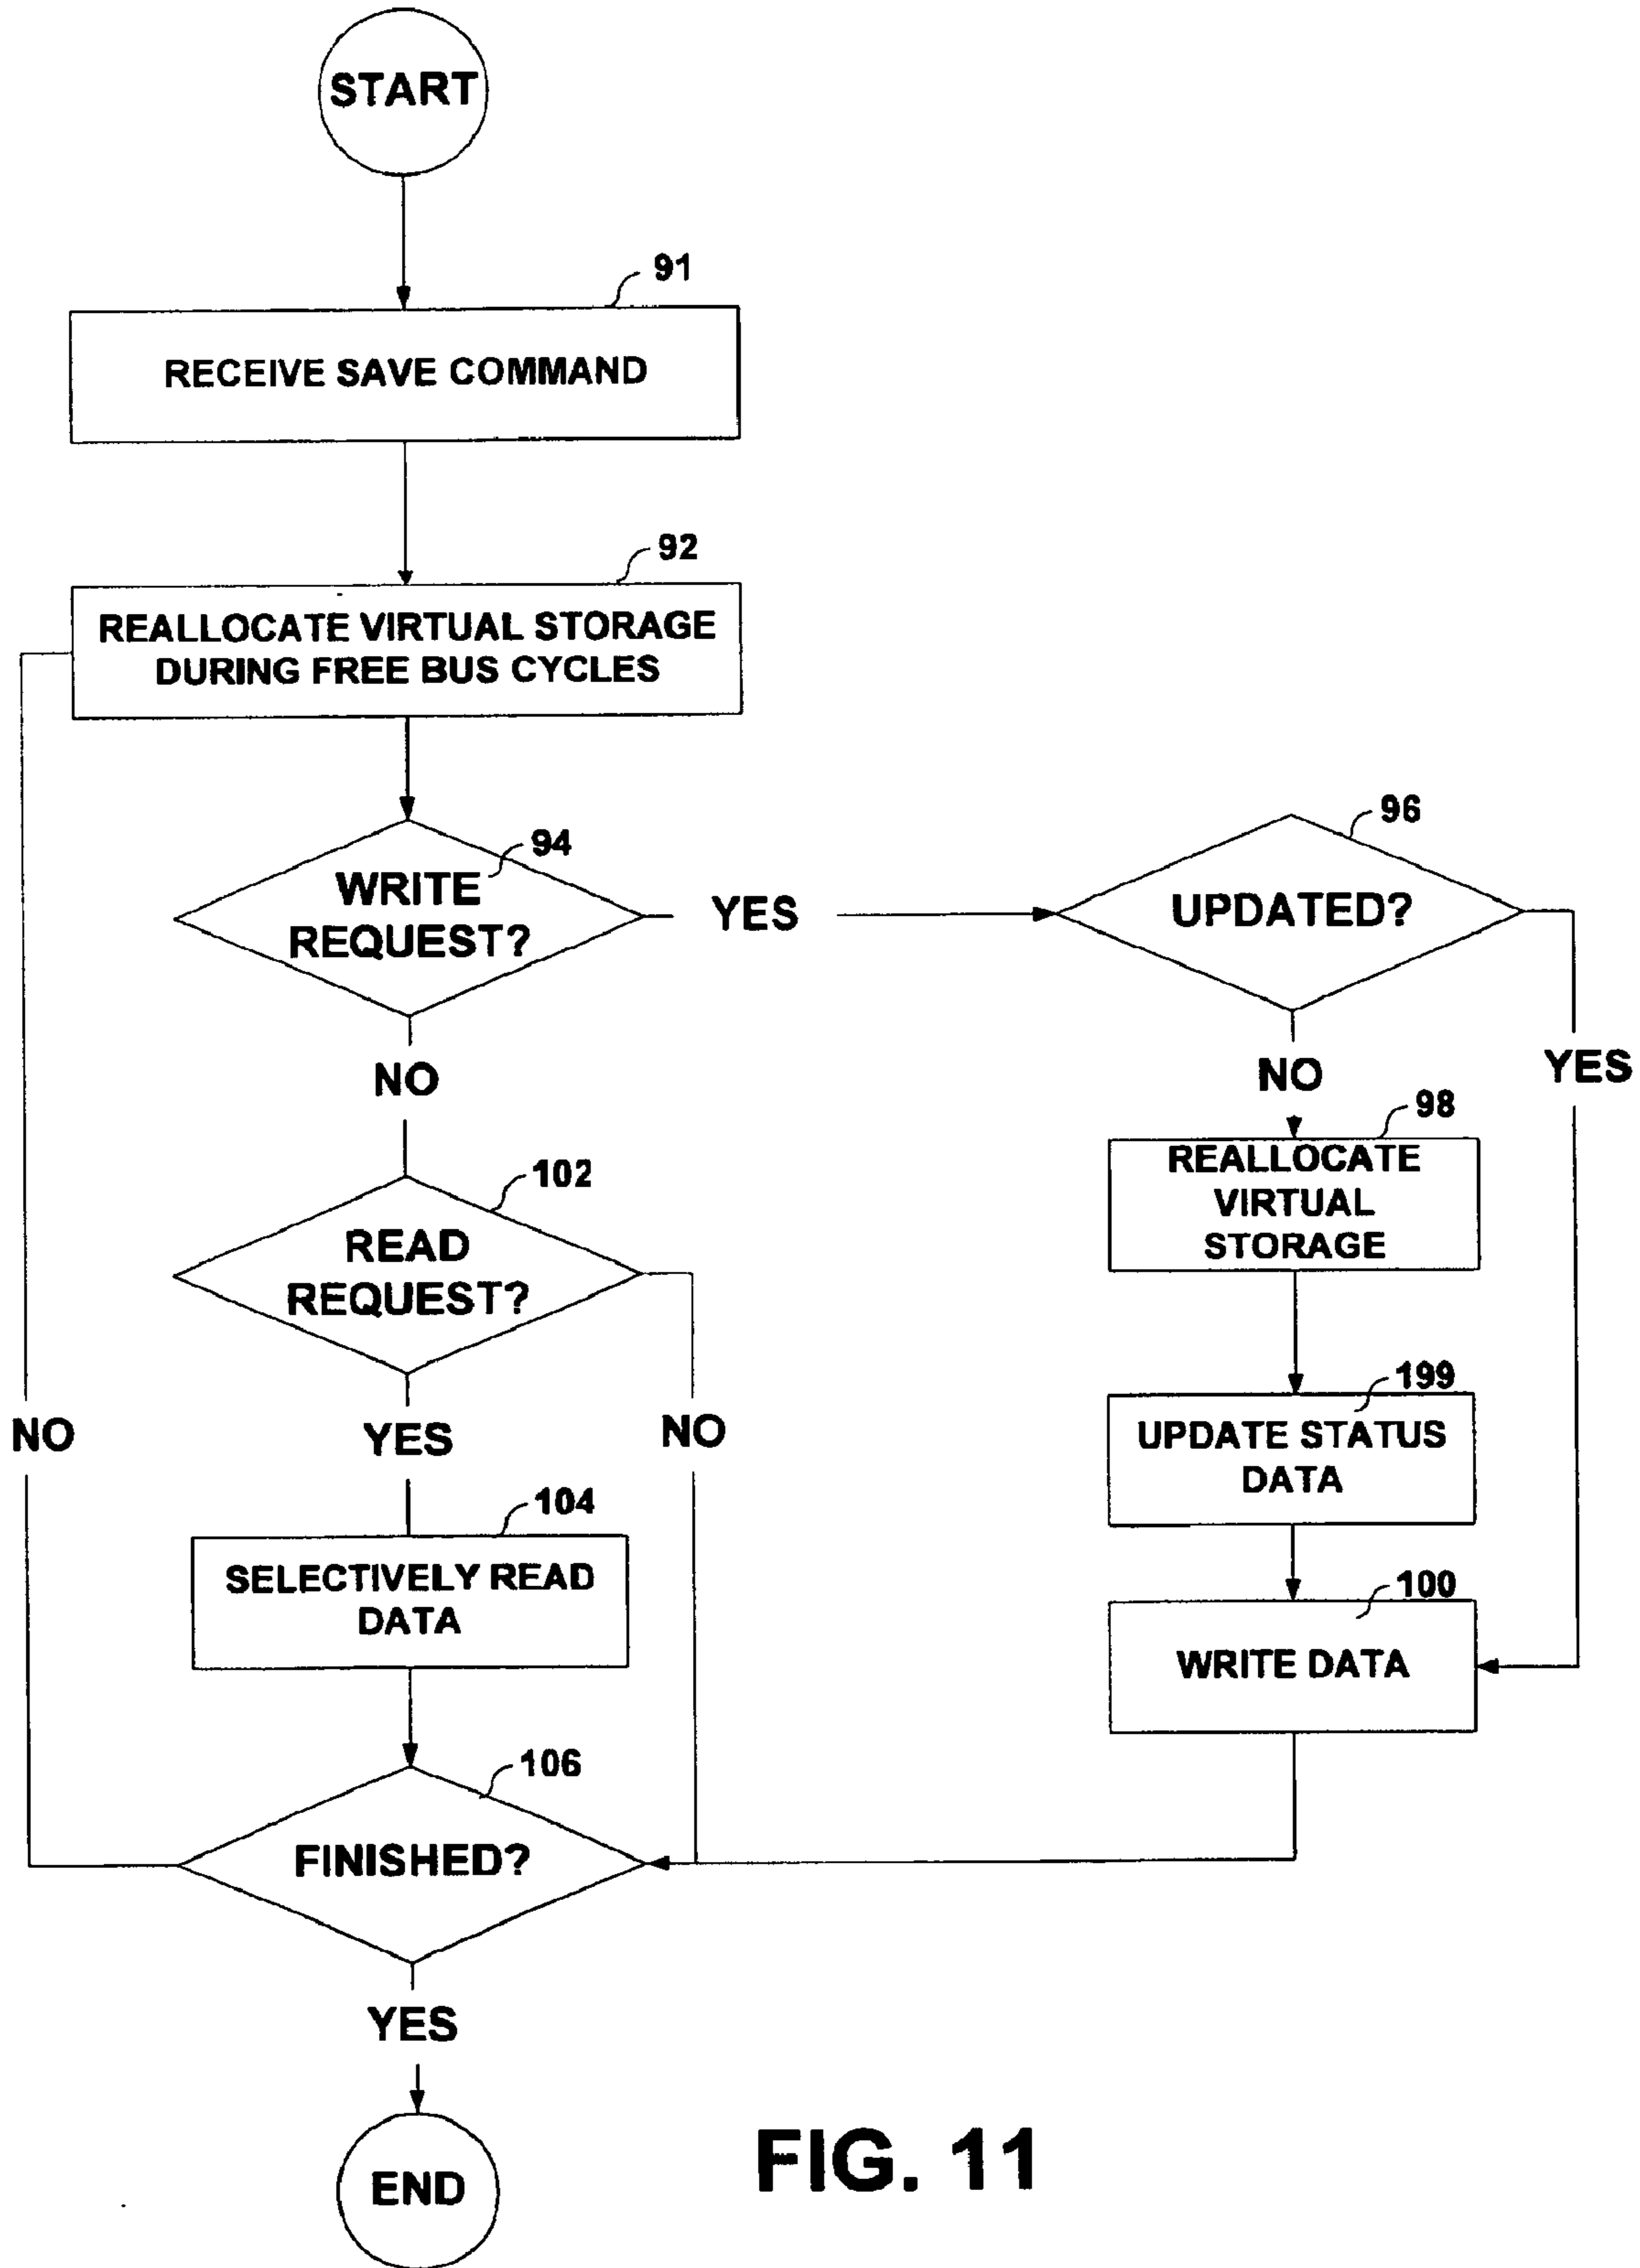 START
91
RECEIVE SAVE COMMAND
92
REALLOCATE VIRTUAL STORAGE
DURING FREE BUS CYCLES
94
WRITE
REQUEST?
YES
96
UPDATED?
NO
NO
YES
98
REALLOCATE
VIRTUAL
STORAGE
102
READ
REQUEST?
199
UPDATE STATUS
DATA
NO
YES
NO
104
SELECTIVELY READ
DATA
100
WRITE DATA
106
FINISHED?
YES
END
FIG. 11